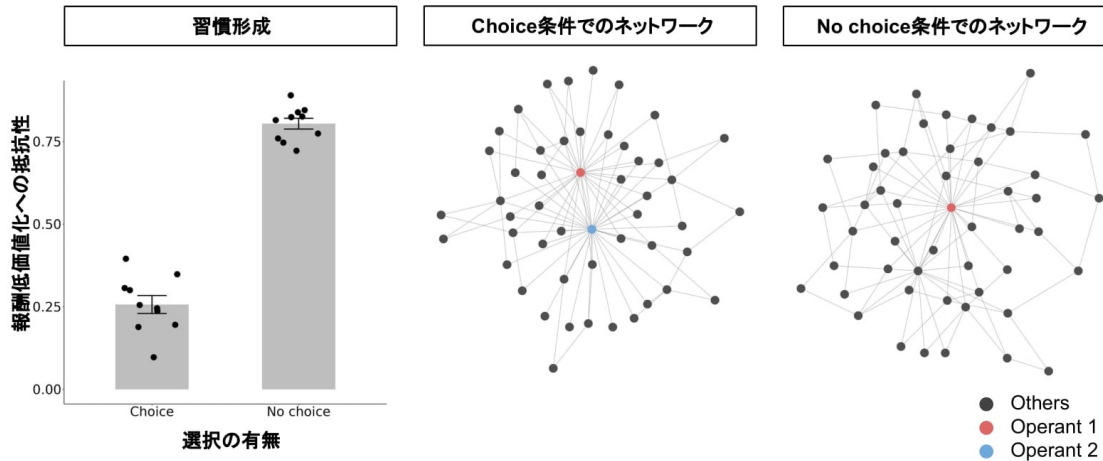 習慣形成
Choice条件でのネットワーク
No choice条件でのネットワーク
報酬低価値化への抵抗性
0.75
0.50
0.25
0.00
Choice
No choice
選択の有無
Others
Operant 1
Operant 2